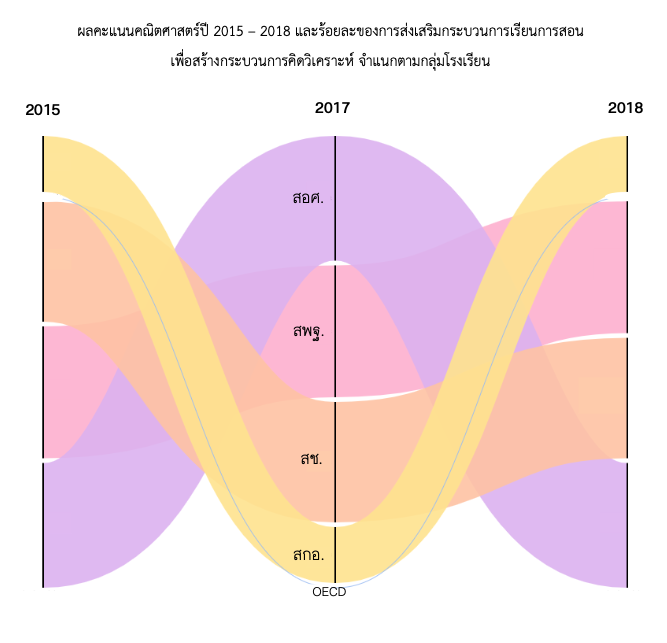 ผลคะแนนคณิตศาสตร์ปี 2015 – 2018 และร้อยละของการส่งเสริมกระบวนการเรียนการสอน
เพื่อสร้างกระบวนการคิดวิเคราะห์ จำแนกตามกลุ่มโรงเรียน
2015
2017
2018
สอศ.
สพฐ.
สช.
สกอ.
OECD